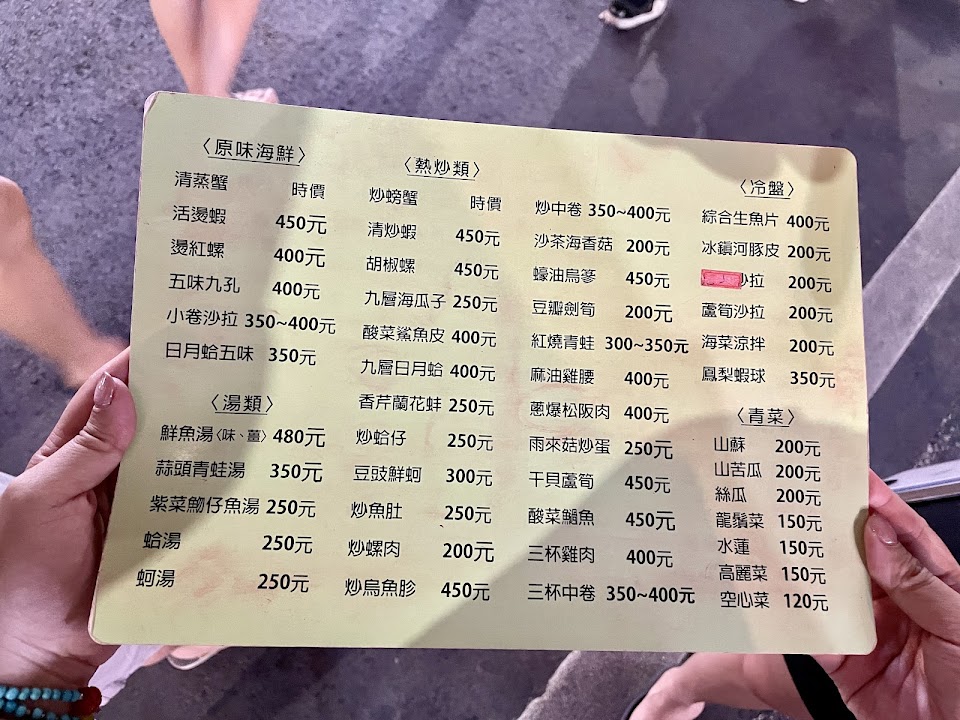 〈原味海鮮〉
清蒸蟹 時價
活燙蝦 450元
燙紅螺 400元
五味九孔 400元
小卷沙拉 350~400元
日月蛤五味 350元
〈湯類〉
鮮魚湯〈味、薑〉 480元
蒜頭青蛙湯 350元
紫菜魩仔魚湯 250元
蛤湯 250元
蚵湯 250元
〈熱炒類〉
炒螃蟹 時價
清炒蝦 450元
胡椒螺 450元
九層海瓜子 250元
酸菜鯊魚皮 400元
九層日月蛤 400元
香芹蘭花蚌 250元
炒蛤仔 250元
豆豉鮮蚵 300元
炒魚肚 250元
炒螺肉 200元
炒烏魚胗 450元
炒中卷 350~400元
沙茶海香菇 200元
蠔油烏篸 450元
豆瓣劍筍 200元
紅燒青蛙 300~350元
麻油雞腰 400元
蔥爆松阪肉 400元
雨來菇炒蛋 250元
干貝蘆筍 450元
酸菜鱲魚 450元
三杯雞肉 400元
三杯中卷 350~400元
〈冷盤〉
綜合生魚片 400元
冰鎮河豚皮 200元
沙拉 200元
蘆筍沙拉 200元
海菜涼拌 200元
鳳梨蝦球 350元
〈青菜〉
山蘇 200元
山苦瓜 200元
絲瓜 200元
龍鬚菜 150元
水蓮 150元
高麗菜 150元
空心菜 120元